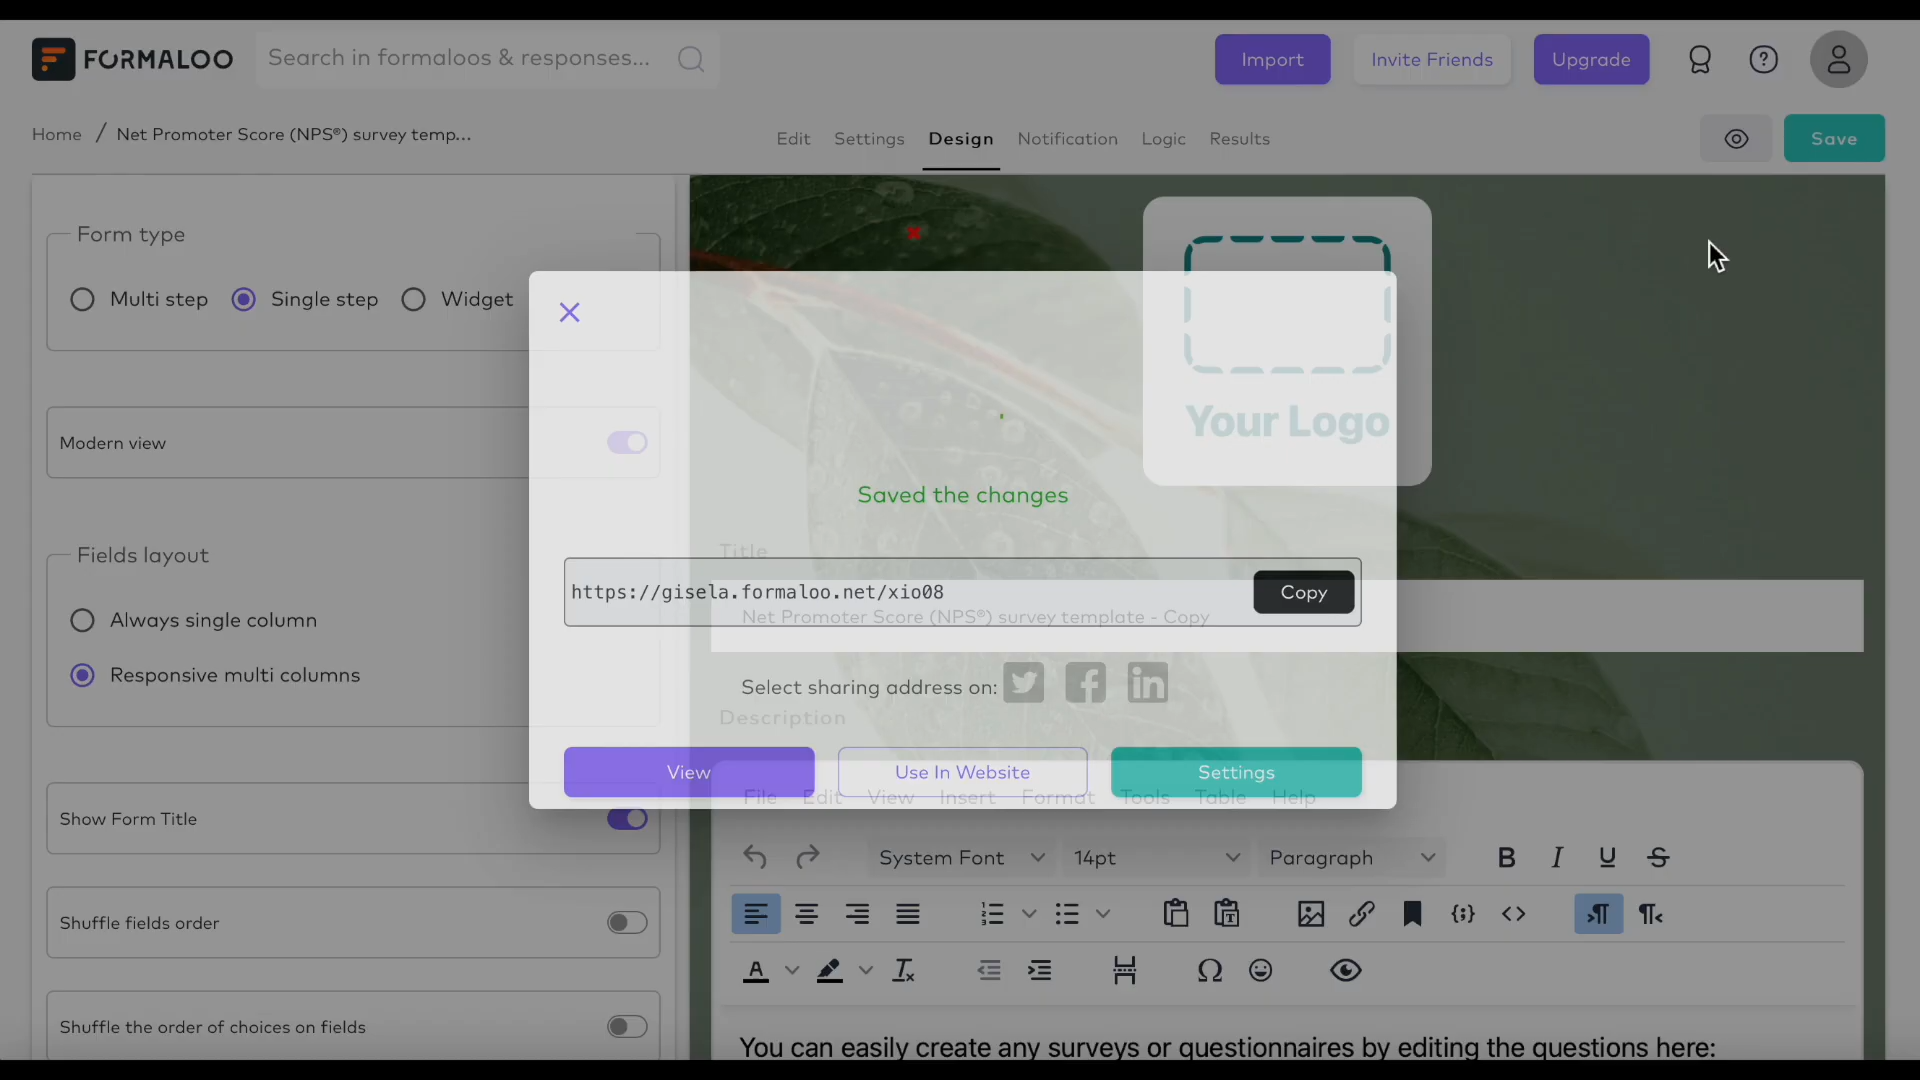 FORMALOO
Search in formaloos & responses...
Import
Invite Friends
Upgrade
Home / Net Promoter Score (NPS®) survey temp...
Edit
Settings
Design
Notification
Logic
Results
Save
Form type
Multi step
Single step
Widget
Modern view
Fields layout
Always single column
Responsive multi columns
Show Form Title
Shuffle fields order
Shuffle the order of choices on fields
Your Logo
Saved the changes
Title
https://gisela.formaloo.net/xio08
Copy
Net Promoter Score (NPS®) survey template - Copy
Select sharing address on:
Description
View
Use In Website
Settings
File Edit View Insert Format Tools Table Help
System Font
14pt
Paragraph
You can easily create any surveys or questionnaires by editing the questions here: